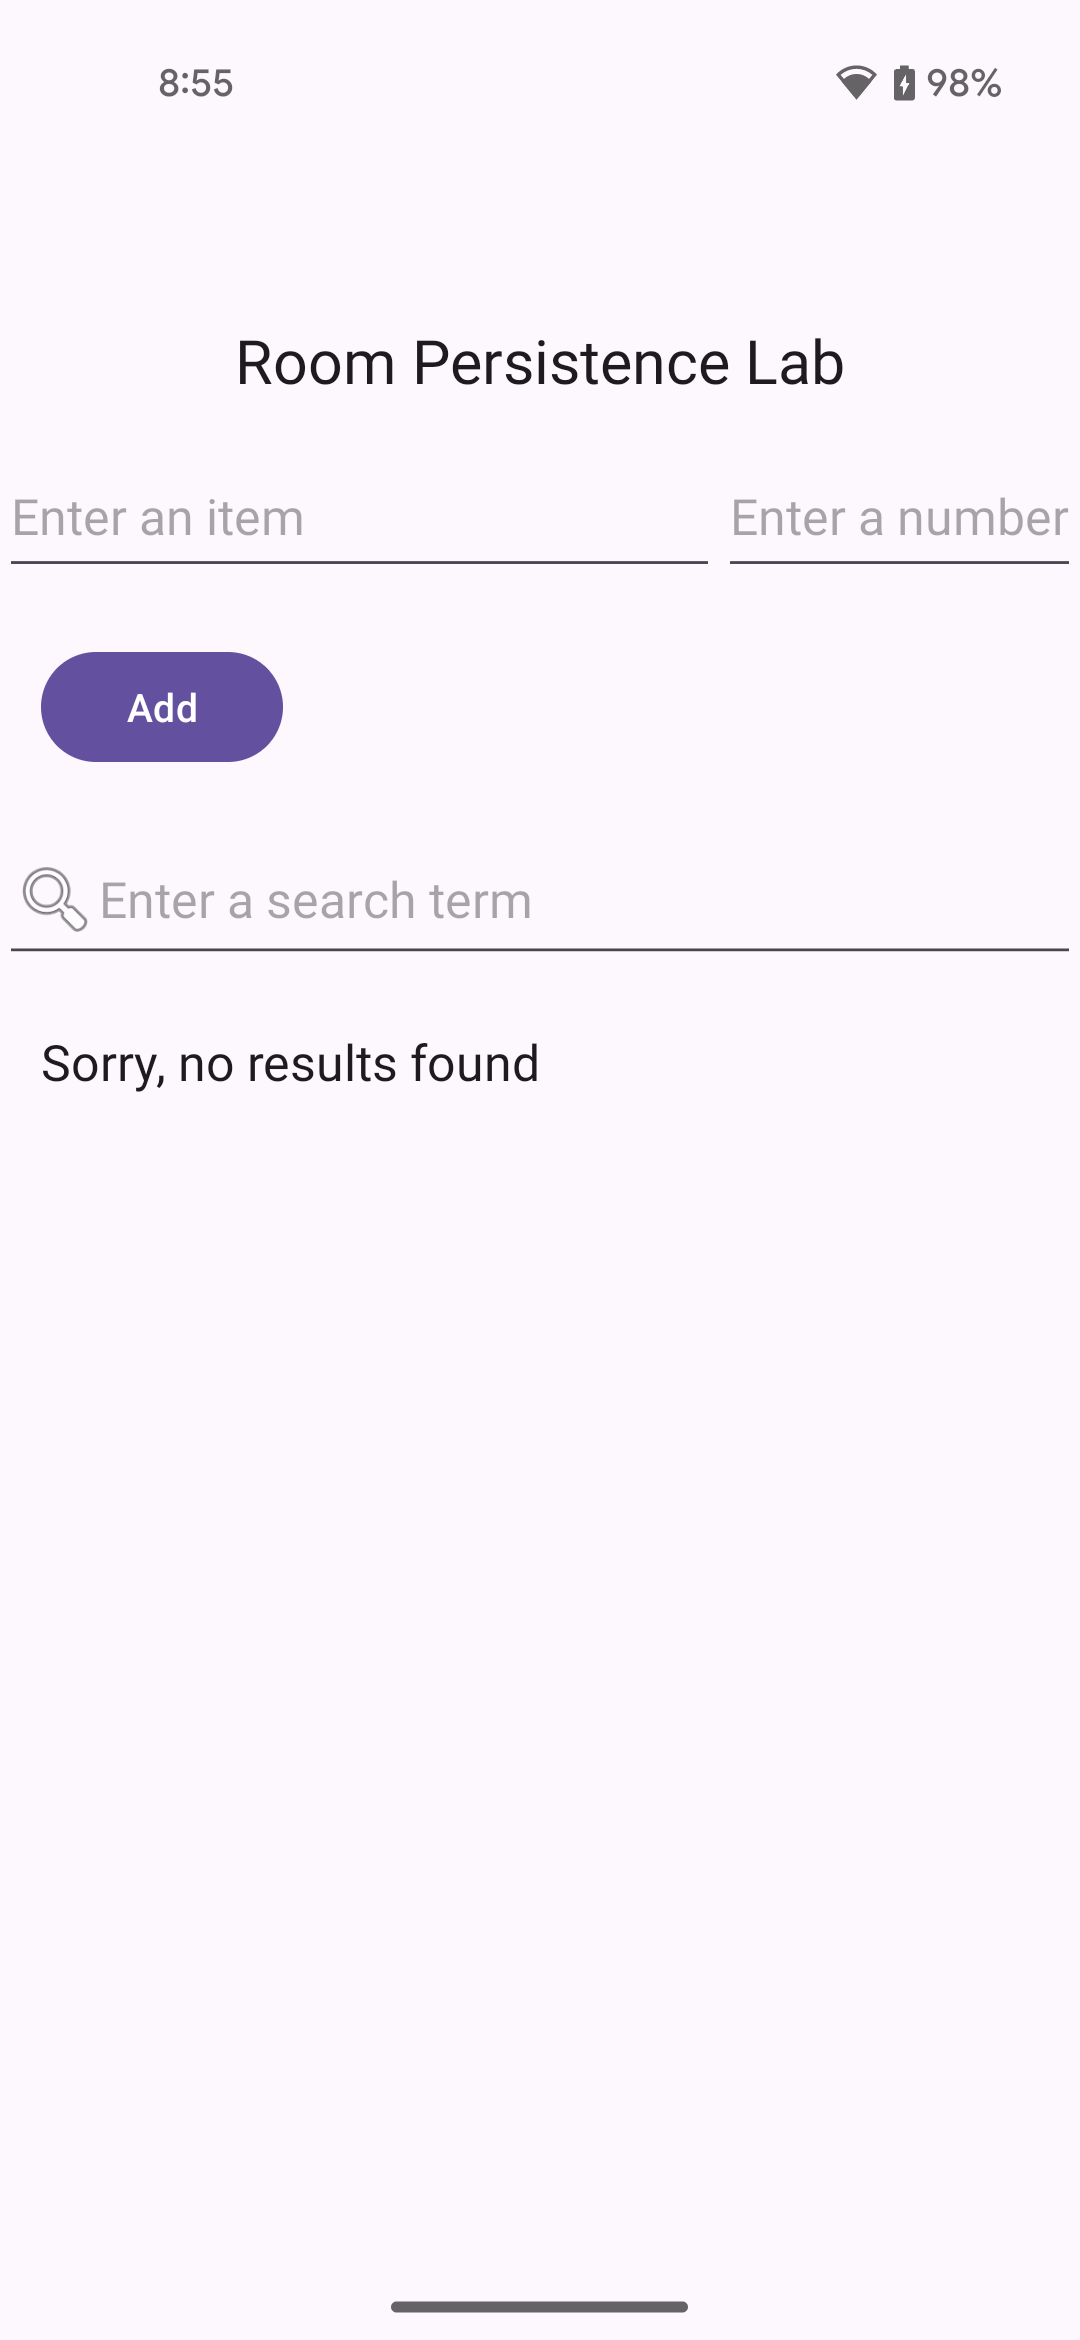 8:55 98%
Room Persistence Lab
Enter an item Enter a number
Add
Enter a search term
Sorry, no results found